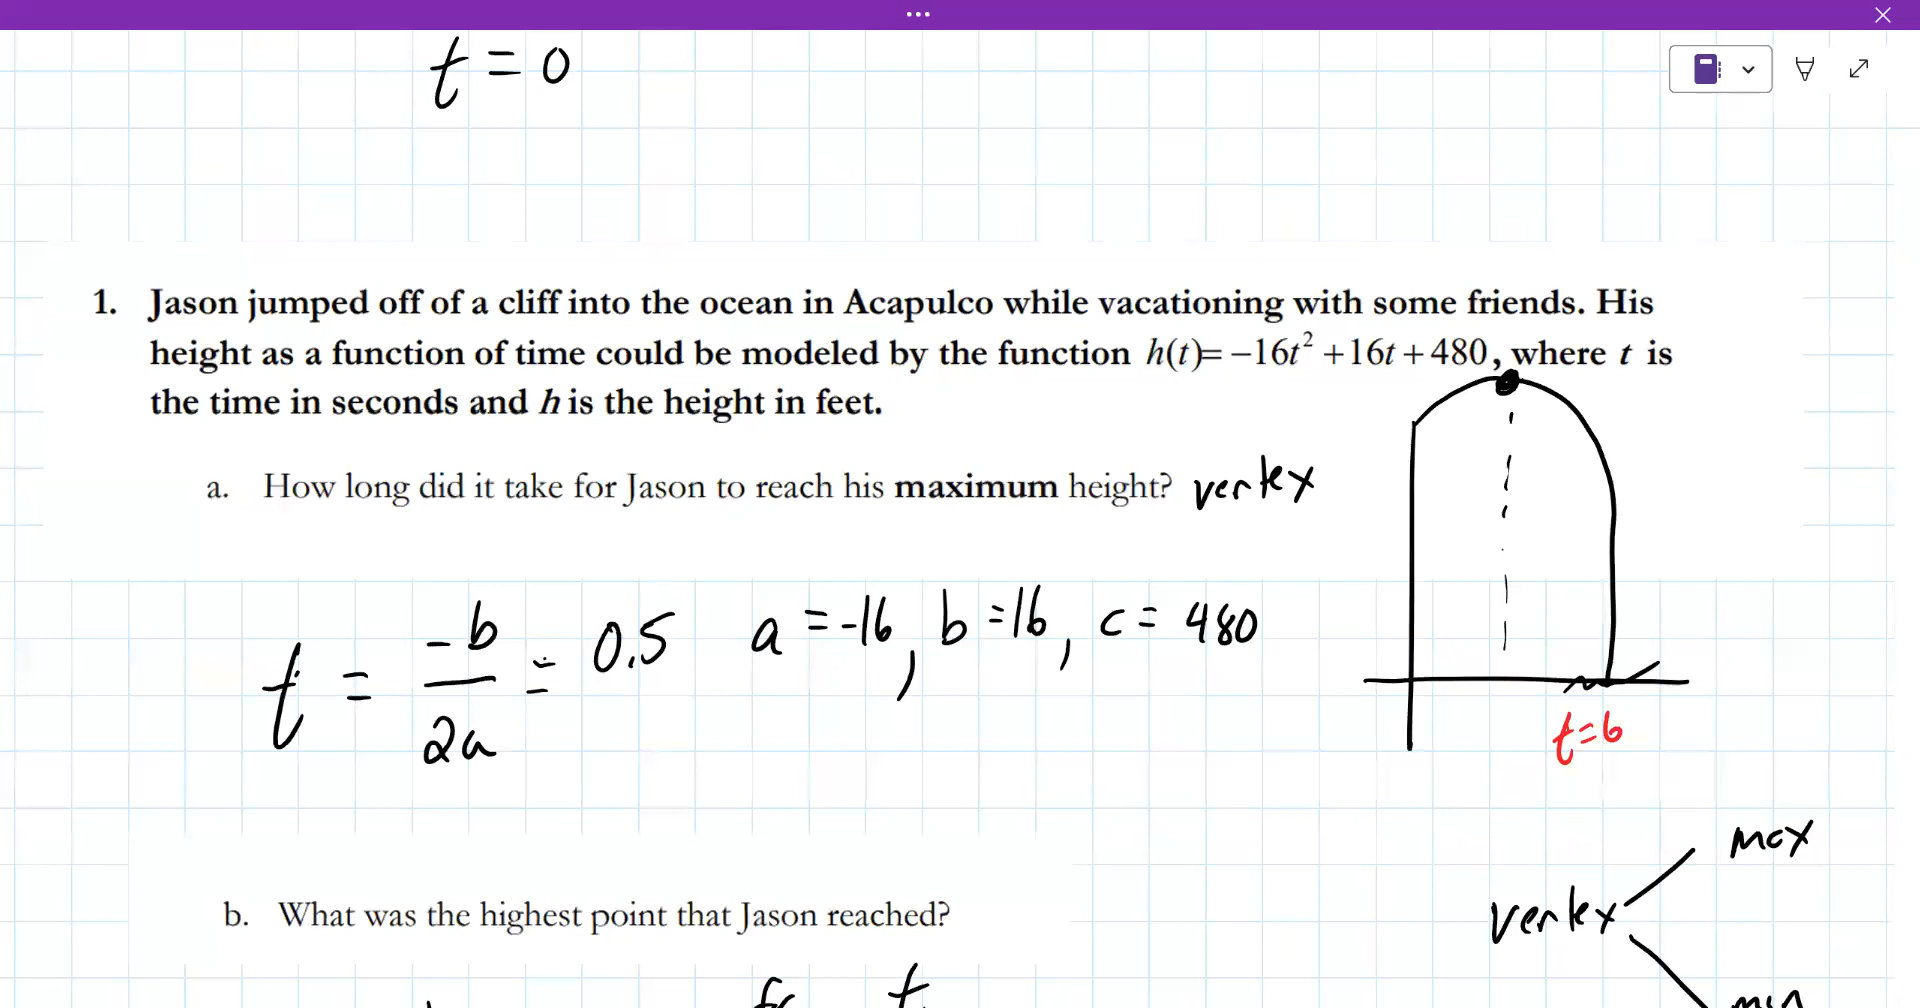 t = 0
1. Jason jumped off of a cliff into the ocean in Acapulco while vacationing with some friends. His
height as a function of time could be modeled by the function h(t)= −16t² +16t + 480, where t is
the time in seconds and h is the height in feet.
a. How long did it take for Jason to reach his maximum height? vertex
t = -b/2a = 0.5 a = -16, b = 16, c = 480
t=6
max
vertex
b. What was the highest point that Jason reached?
min
t